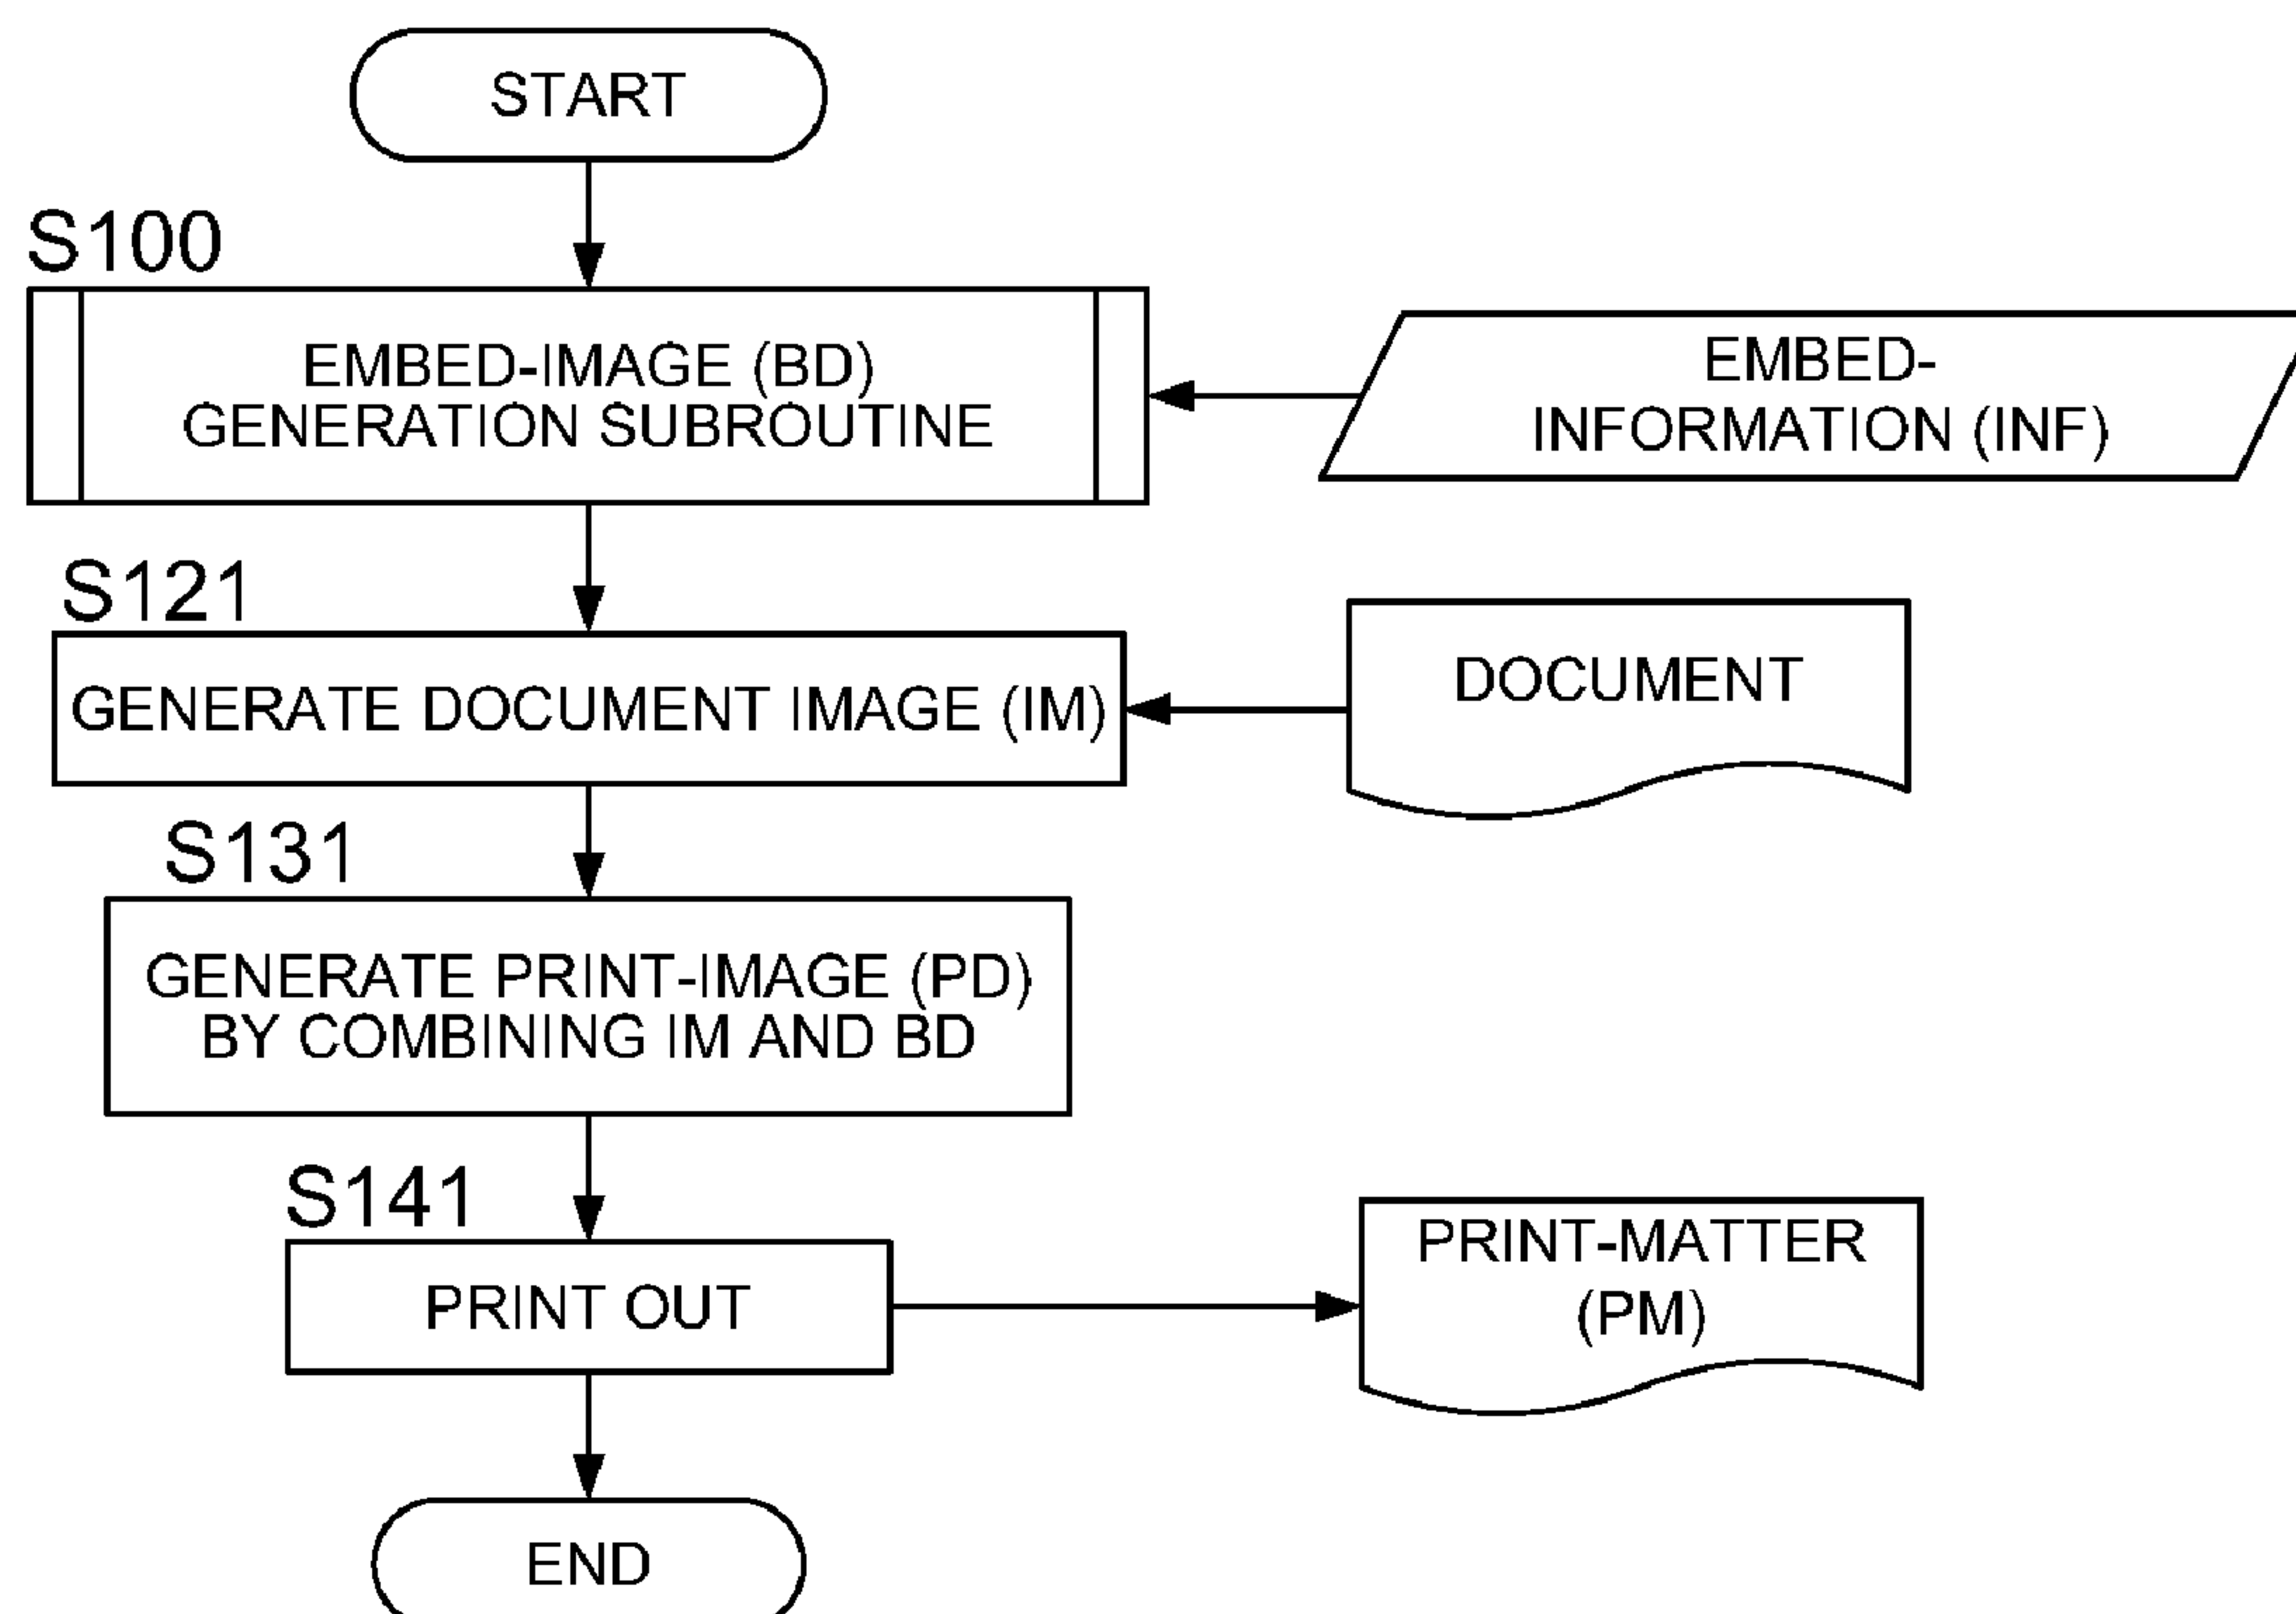 START
S100
EMBED-IMAGE (BD)
GENERATION SUBROUTINE
EMBED-
INFORMATION (INF)
S121
GENERATE DOCUMENT IMAGE (IM)
DOCUMENT
S131
GENERATE PRINT-IMAGE (PD)
BY COMBINING IM AND BD
S141
PRINT OUT
PRINT-MATTER
(PM)
END